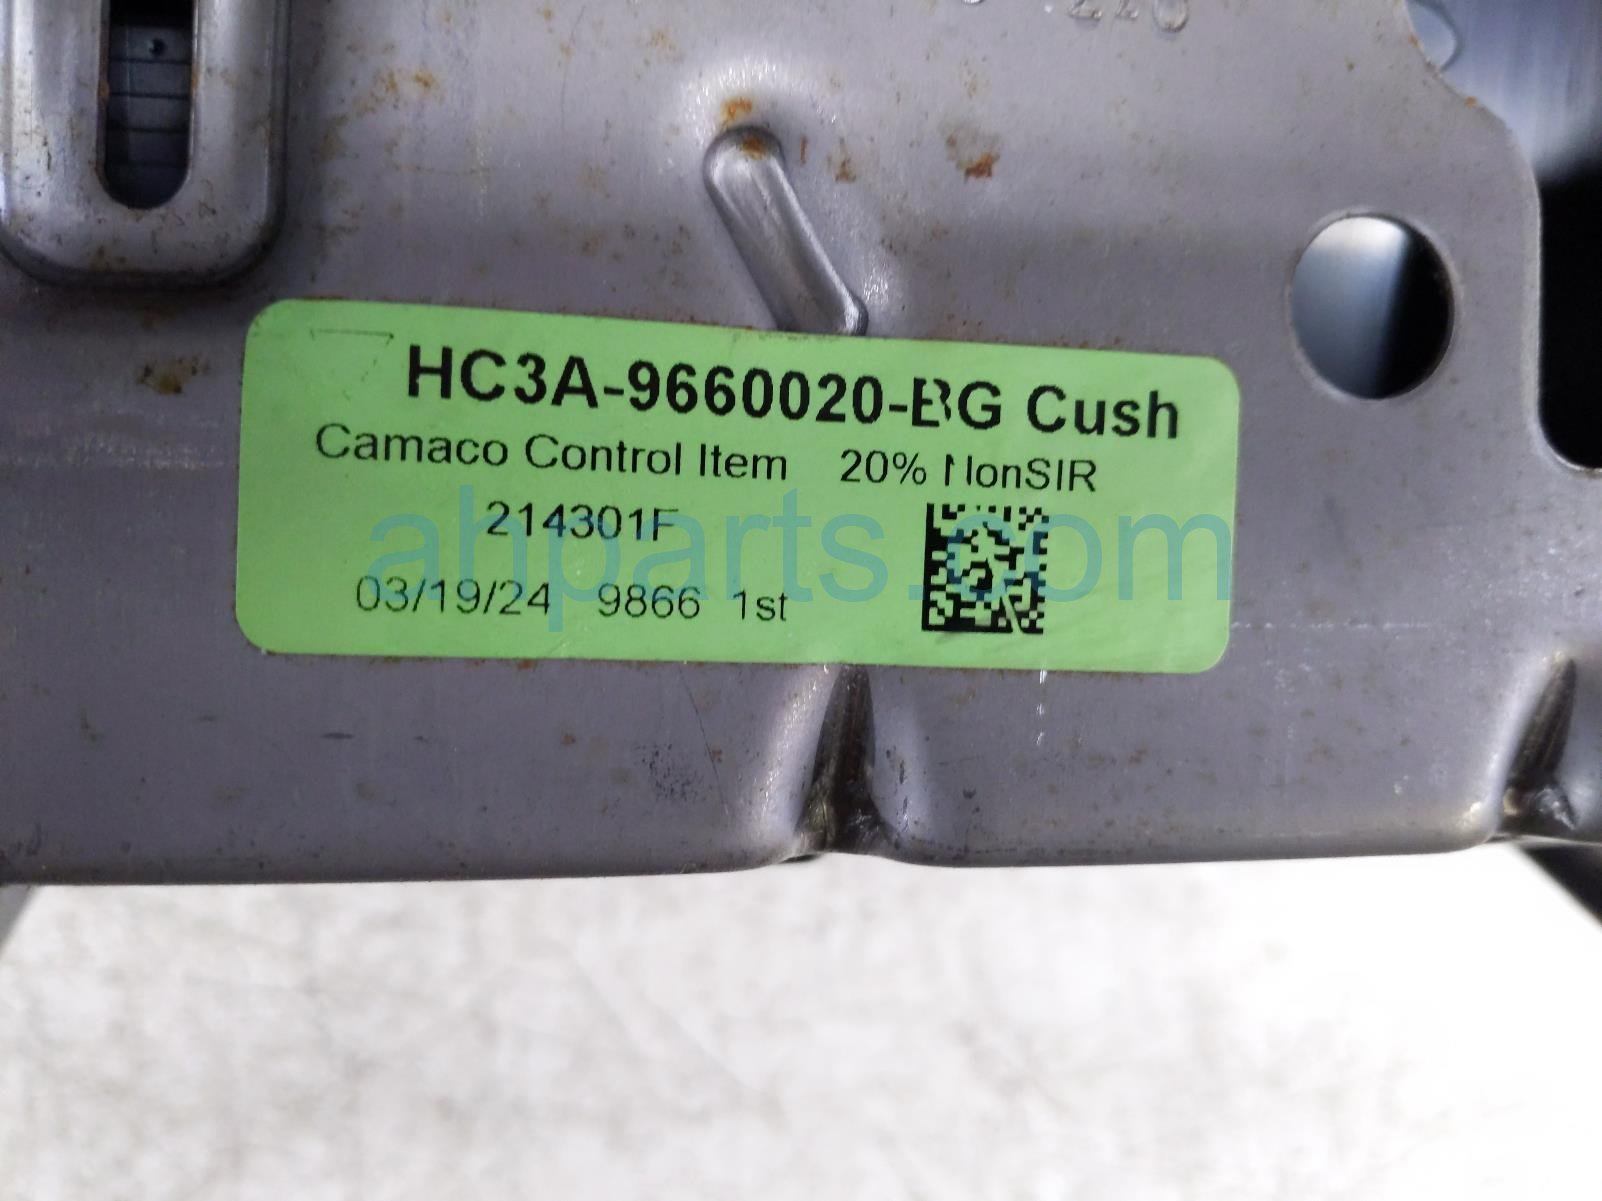 HC3A-9660020-BG Cush
Camaco Control Item 20% NonSIR
214301F
03/19/24 9866 1st
ahparts.com